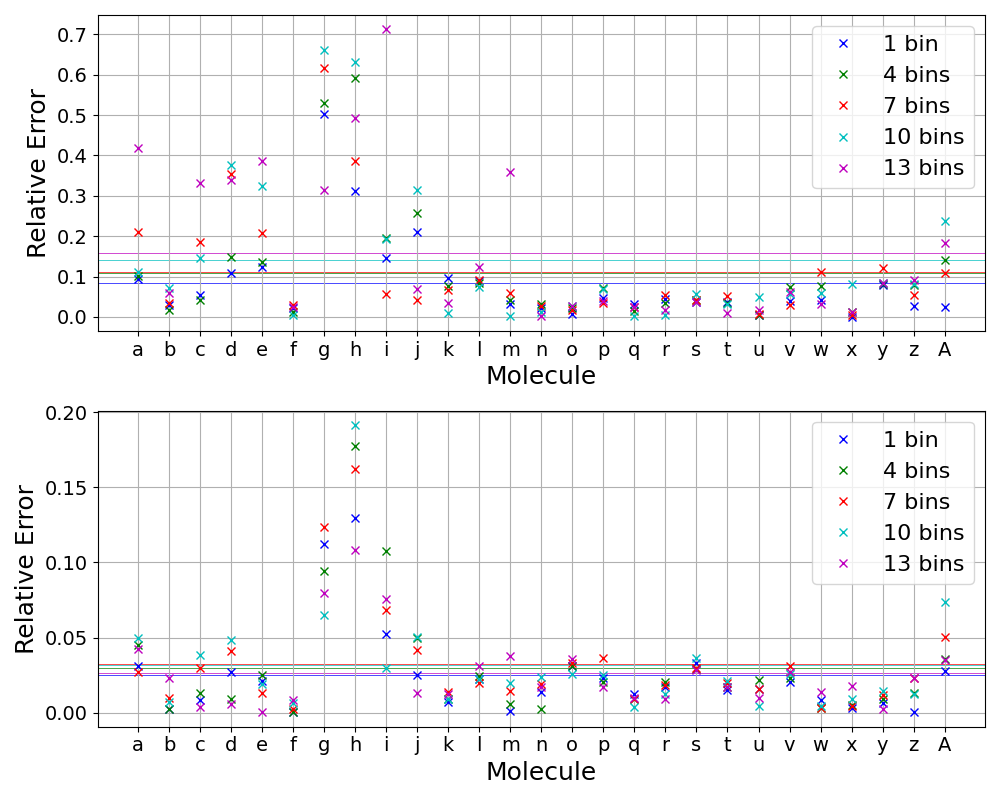 Relative Error
0.7
0.6
0.5
0.4
0.3
0.2
0.1
0.0
1 bin
4 bins
7 bins
10 bins
13 bins
a b c d e f g h i j k l m n o p q r s t u v w x y z A
Molecule
Relative Error
0.20
0.15
0.10
0.05
0.00
1 bin
4 bins
7 bins
10 bins
13 bins
a b c d e f g h i j k l m n o p q r s t u v w x y z A
Molecule